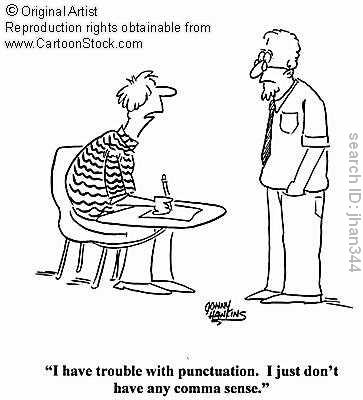 © Original Artist
Reproduction rights obtainable from
www.CartoonStock.com
search ID: jhan344
JONNY
HAWKINS
"I have trouble with punctuation.  I just don't
have any comma sense."